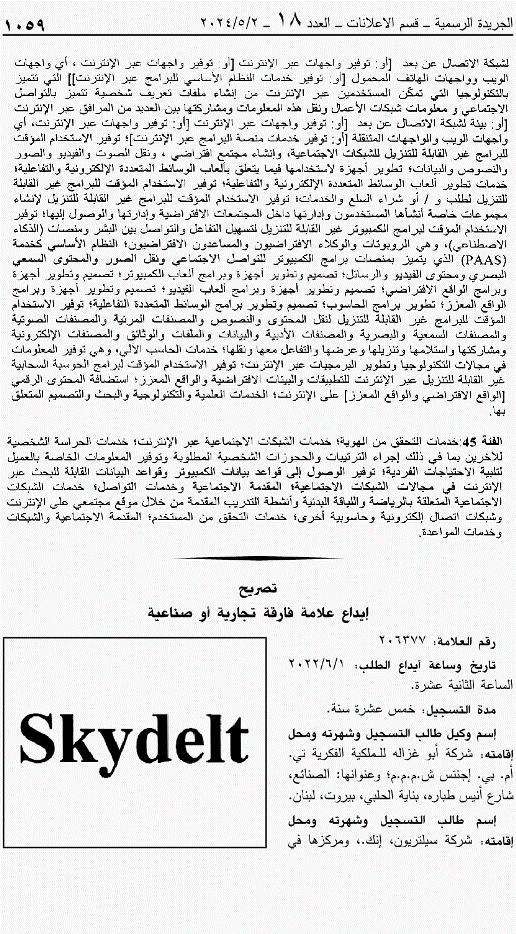 الجريدة الرسمية ــ قسم الاعلانات ــ العدد ١٨ ــ ٢٠٢٤/٥/٢ ١٠٥٩
لشبكة الاتصال عن بعد [أو: توفير واجهات عبر الإنترنت [أو: توفير واجهات عبر الإنترنت ، أي واجهات
الويب وواجهات الهاتف المحمول [أو: توفير خدمات النظام الأساسي للبرامج عبر الإنترنت]] التي تتميز
بالتكنولوجيا التي تمكّن المستخدمين عبر الإنترنت من إنشاء ملفات تعريف شخصية تتميز بالتواصل
الاجتماعي و معلومات شبكات الأعمال ونقل هذه المعلومات ومشاركتها بين العديد من المرافق عبر الإنترنت
[أو: بيئة لشبكة الاتصال عن بعد [أو: توفير واجهات عبر الإنترنت [أو: توفير واجهات عبر الإنترنت، أي
واجهات الويب والواجهات المتنقلة [أو: توفير خدمات منصة البرامج عبر الإنترنت]؛ توفير الاستخدام المؤقت
للبرامج غير القابلة للتنزيل للشبكات الاجتماعية، وإنشاء مجتمع افتراضي ، ونقل الصوت والفيديو والصور
والنصوص والبيانات؛ تطوير أجهزة لاستخدامها فيما يتعلق بألعاب الوسائط المتعددة الإلكترونية والتفاعلية؛
خدمات تطوير ألعاب الوسائط المتعددة الإلكترونية والتفاعلية؛ توفير الاستخدام المؤقت للبرامج غير القابلة
للتنزيل لطلب و / أو شراء السلع والخدمات؛ توفير الاستخدام المؤقت للبرامج غير القابلة للتنزيل لإنشاء
مجموعات خاصة أنشأها المستخدمون وإدارتها داخل المجتمعات الافتراضية وإدارتها والوصول إليها؛ توفير
الاستخدام المؤقت لبرامج الكمبيوتر غير القابلة للتنزيل لتسهيل التفاعل والتواصل بين البشر ومنصات (الذكاء
الاصطناعي)، وهي الروبوتات والوكلاء الافتراضيون والمساعدون الافتراضيون؛ النظام الأساسي كخدمة
(PAAS) الذي يتميز بمنصات برامج الكمبيوتر للتواصل الاجتماعي ونقل الصور والمحتوى السمعي
البصري ومحتوى الفيديو والرسائل؛ تصميم وتطوير أجهزة وبرامج ألعاب الكمبيوتر؛ تصميم وتطوير أجهزة
وبرامج الواقع الافتراضي؛ تصميم وتطوير أجهزة وبرامج ألعاب الفيديو؛ تصميم وتطوير أجهزة وبرامج
الواقع المعزز؛ تطوير برامج الحاسوب؛ تصميم وتطوير برامج الوسائط المتعددة التفاعلية؛ توفير الاستخدام
المؤقت للبرامج غير القابلة للتنزيل لنقل المحتوى والنصوص والمصنفات المرئية والمصنفات الصوتية
والمصنفات السمعية والبصرية والمصنفات الأدبية والبيانات والملفات والوثائق والمصنفات الإلكترونية
ومشاركتها واستلامها وتنزيلها وعرضها والتفاعل معها ونقلها؛ خدمات الحاسب الآلي، وهي توفير المعلومات
في مجالات التكنولوجيا وتطوير البرمجيات عبر الإنترنت؛ توفير الاستخدام المؤقت لبرامج الحوسبة السحابية
غير القابلة للتنزيل عبر الإنترنت للتطبيقات والبيئات الافتراضية والواقع المعزز؛ استضافة المحتوى الرقمي
[الواقع الافتراضي والواقع المعزز] على الإنترنت؛ الخدمات العلمية والتكنولوجية والبحث والتصميم المتعلق
بها.
الفئة 45:خدمات التحقق من الهوية؛ خدمات الشبكات الاجتماعية عبر الإنترنت؛ خدمات الحراسة الشخصية
للآخرين بما في ذلك إجراء الترتيبات والحجوزات الشخصية المطلوبة وتوفير المعلومات الخاصة بالعميل
لتلبية الاحتياجات الفردية؛ توفير الوصول إلى قواعد بيانات الكمبيوتر وقواعد البيانات القابلة للبحث عبر
الإنترنت في مجالات الشبكات الاجتماعية؛ المقدمة الاجتماعية وخدمات التواصل؛ خدمات الشبكات
الاجتماعية المتعلقة بالرياضة واللياقة البدنية وأنشطة التدريب المقدمة من خلال موقع مجتمعي على الإنترنت
وشبكات اتصال إلكترونية وحاسوبية أخرى؛ خدمات التحقق من المستخدم؛ المقدمة الاجتماعية والشبكات
وخدمات المواعدة.
تصريح
إيداع علامة فارقة تجارية أو صناعية
رقم العلامة: ٢٠٦٣٧٧
تاريخ وساعة ايداع الطلب: ٢٠٢٢/٦/١
الساعة الثانية عشرة.
مدة التسجيل: خمس عشرة سنة.
إسم وكيل طالب التسجيل وشهرته ومحل
إقامته: شركة أبو غزاله للملكية الفكرية تي.
أم. بي. إجنتس ش.م.م.؛ وعنوانها: الصنائع،
شارع أنيس طباره، بناية الحلبي، بيروت، لبنان.
إسم طالب التسجيل وشهرته ومحل
إقامته: شركة سيلتريون، إنك.، ومركزها في
Skydelt